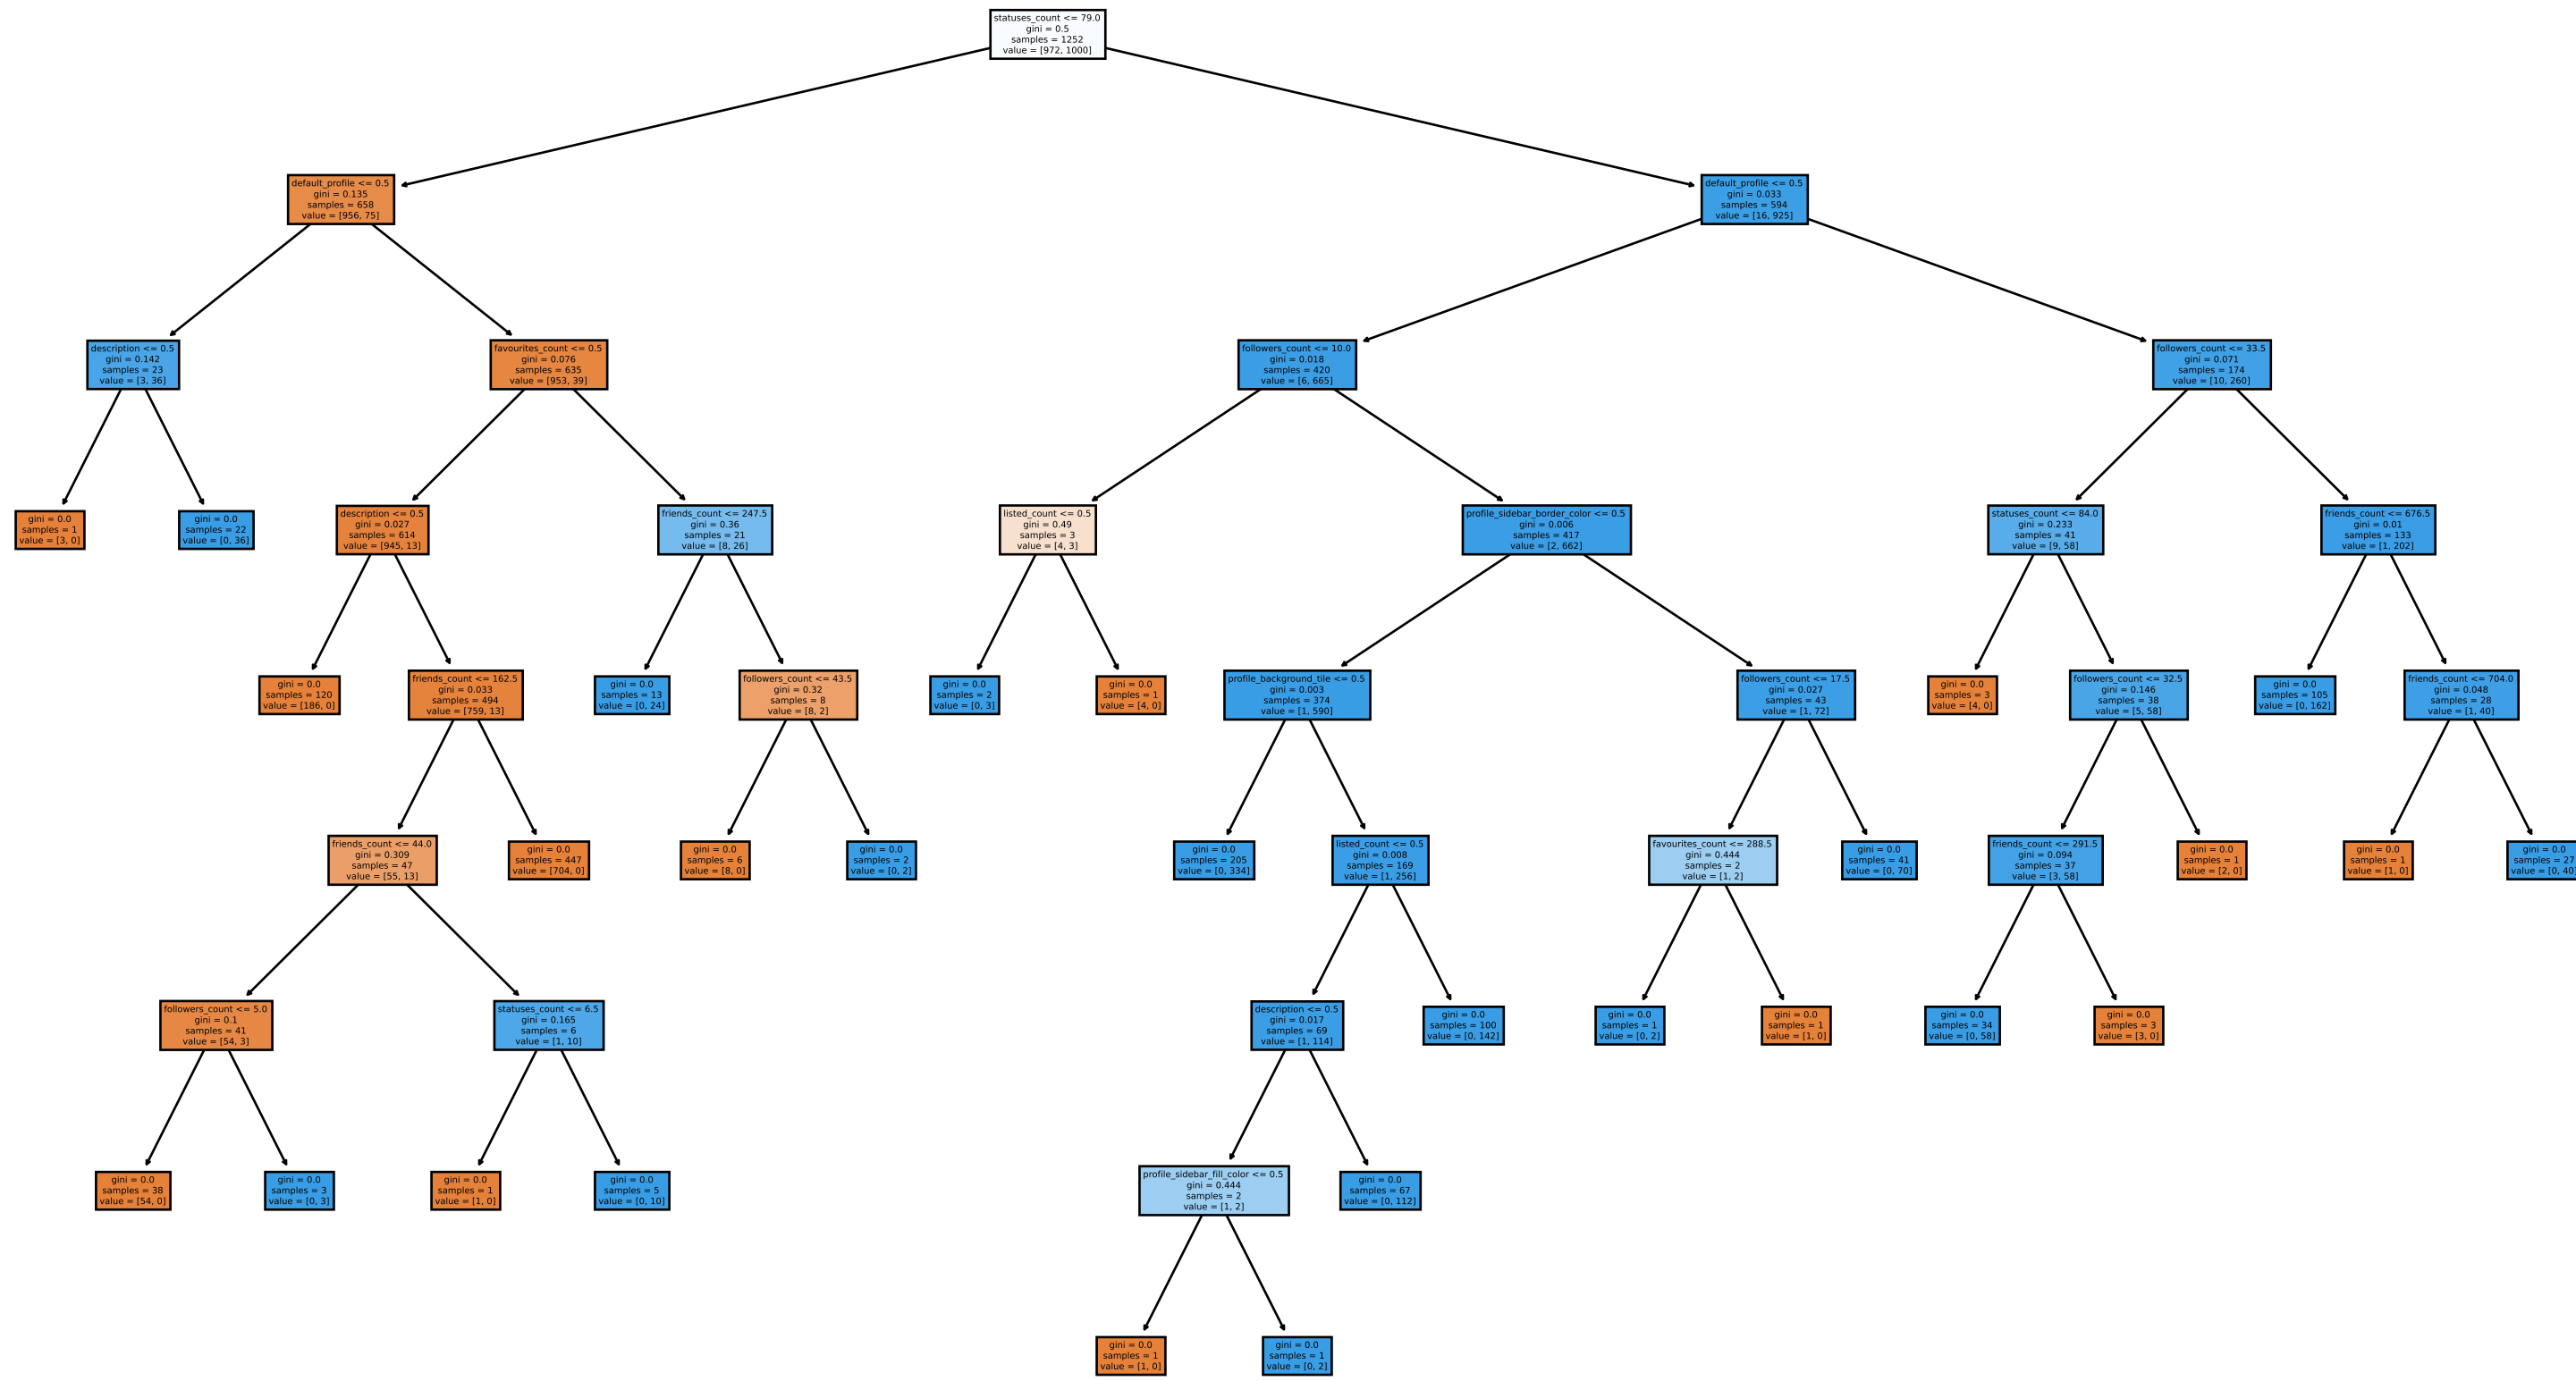 statuses_count <= 79.0
gini = 0.5
samples = 1252
value = [972, 1000]
default_profile <= 0.5
gini = 0.135
samples = 658
value = [956, 75]
default_profile <= 0.5
gini = 0.033
samples = 594
value = [16, 925]
description <= 0.5
gini = 0.142
samples = 23
value = [3, 36]
favourites_count <= 0.5
gini = 0.076
samples = 635
value = [953, 39]
followers_count <= 10.0
gini = 0.018
samples = 420
value = [6, 665]
followers_count <= 33.5
gini = 0.071
samples = 174
value = [10, 260]
gini = 0.0
samples = 1
value = [3, 0]
gini = 0.0
samples = 22
value = [0, 36]
description <= 0.5
gini = 0.027
samples = 614
value = [945, 13]
friends_count <= 247.5
gini = 0.36
samples = 21
value = [8, 26]
listed_count <= 0.5
gini = 0.49
samples = 3
value = [4, 3]
profile_sidebar_border_color <= 0.5
gini = 0.006
samples = 417
value = [2, 662]
statuses_count <= 84.0
gini = 0.233
samples = 41
value = [9, 58]
friends_count <= 676.5
gini = 0.01
samples = 133
value = [1, 202]
gini = 0.0
samples = 120
value = [186, 0]
friends_count <= 162.5
gini = 0.033
samples = 494
value = [759, 13]
gini = 0.0
samples = 13
value = [0, 24]
followers_count <= 43.5
gini = 0.32
samples = 8
value = [8, 2]
gini = 0.0
samples = 2
value = [0, 3]
gini = 0.0
samples = 1
value = [4, 0]
profile_background_tile <= 0.5
gini = 0.003
samples = 374
value = [1, 590]
followers_count <= 17.5
gini = 0.027
samples = 43
value = [1, 72]
gini = 0.0
samples = 3
value = [4, 0]
followers_count <= 32.5
gini = 0.146
samples = 38
value = [5, 58]
gini = 0.0
samples = 105
value = [0, 162]
friends_count <= 704.0
gini = 0.048
samples = 28
value = [1, 40]
friends_count <= 44.0
gini = 0.309
samples = 47
value = [55, 13]
gini = 0.0
samples = 447
value = [704, 0]
gini = 0.0
samples = 6
value = [8, 0]
gini = 0.0
samples = 2
value = [0, 2]
gini = 0.0
samples = 205
value = [0, 334]
listed_count <= 0.5
gini = 0.008
samples = 169
value = [1, 256]
favourites_count <= 288.5
gini = 0.444
samples = 2
value = [1, 2]
gini = 0.0
samples = 41
value = [0, 70]
friends_count <= 291.5
gini = 0.094
samples = 37
value = [3, 58]
gini = 0.0
samples = 1
value = [2, 0]
gini = 0.0
samples = 1
value = [1, 0]
gini = 0.0
samples = 27
value = [0, 40]
followers_count <= 5.0
gini = 0.1
samples = 41
value = [54, 3]
statuses_count <= 6.5
gini = 0.165
samples = 6
value = [1, 10]
description <= 0.5
gini = 0.017
samples = 69
value = [1, 114]
gini = 0.0
samples = 100
value = [0, 142]
gini = 0.0
samples = 1
value = [0, 2]
gini = 0.0
samples = 1
value = [1, 0]
gini = 0.0
samples = 34
value = [0, 58]
gini = 0.0
samples = 3
value = [3, 0]
gini = 0.0
samples = 38
value = [54, 0]
gini = 0.0
samples = 3
value = [0, 3]
gini = 0.0
samples = 1
value = [1, 0]
gini = 0.0
samples = 5
value = [0, 10]
profile_sidebar_fill_color <= 0.5
gini = 0.444
samples = 2
value = [1, 2]
gini = 0.0
samples = 67
value = [0, 112]
gini = 0.0
samples = 1
value = [1, 0]
gini = 0.0
samples = 1
value = [0, 2]